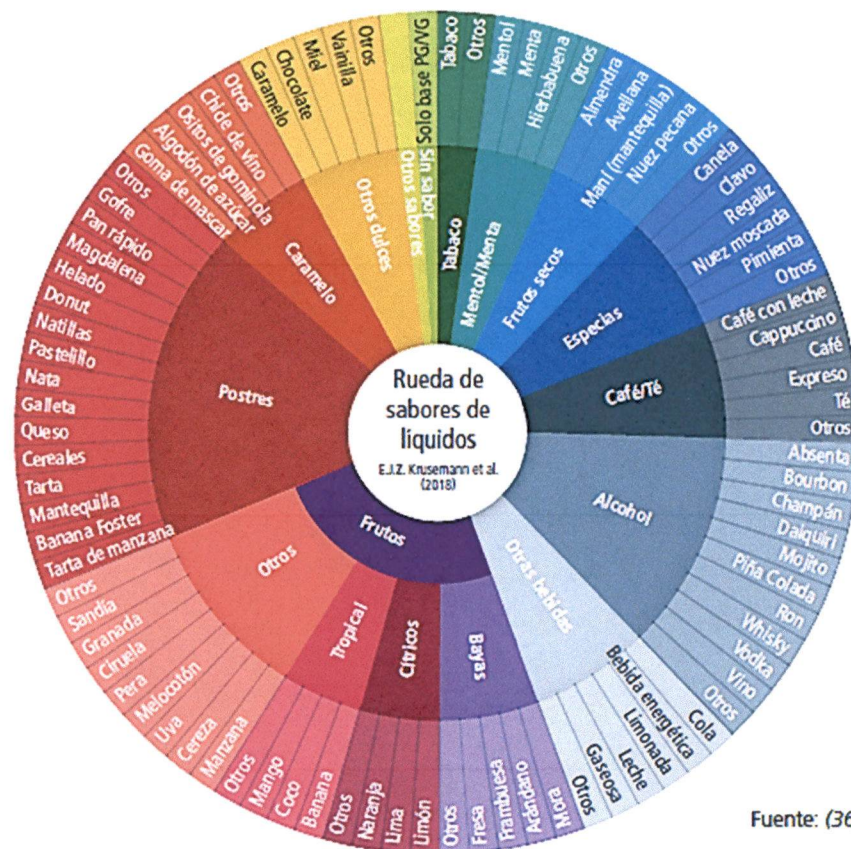 Rueda de
sabores de
líquidos
E.J.Z. Krusemann et al.
(2018)
Tabaco
Tabaco
Otros
Mentol/Menta
Mentol
Menta
Hierbabuena
Otros
Frutos secos
Almendra
Avellana
Maní (mantequilla)
Nuez pecana
Otros
Especias
Canela
Clavo
Regaliz
Nuez moscada
Pimienta
Otros
Café/Té
Café con leche
Cappuccino
Café
Expreso
Té
Otros
Alcohol
Absenta
Bourbon
Champán
Daiquiri
Mojito
Piña Colada
Ron
Whisky
Vodka
Vino
Otros
Otras bebidas
Cola
Bebida energética
Limonada
Leche
Gaseosa
Otros
Frutos
Bayas
Mora
Arándano
Frambuesa
Fresa
Otros
Cítricos
Limón
Lima
Naranja
Otros
Tropical
Banana
Coco
Mango
Otros
Otros
Manzana
Cereza
Uva
Melocotón
Pera
Ciruela
Granada
Sandía
Otros
Postres
Tarta de manzana
Banana Foster
Mantequilla
Tarta
Cereales
Queso
Galleta
Nata
Pastelillo
Natillas
Donut
Helado
Magdalena
Pan rápido
Gofre
Otros
Caramelo
Goma de mascar
Algodón de azúcar
Ositos de gominola
Chicle de vino
Otros
Otros dulces
Caramelo
Chocolate
Miel
Vainilla
Otros
Otros sabores
Sin sabor
Solo base PG/VG
Fuente: (36